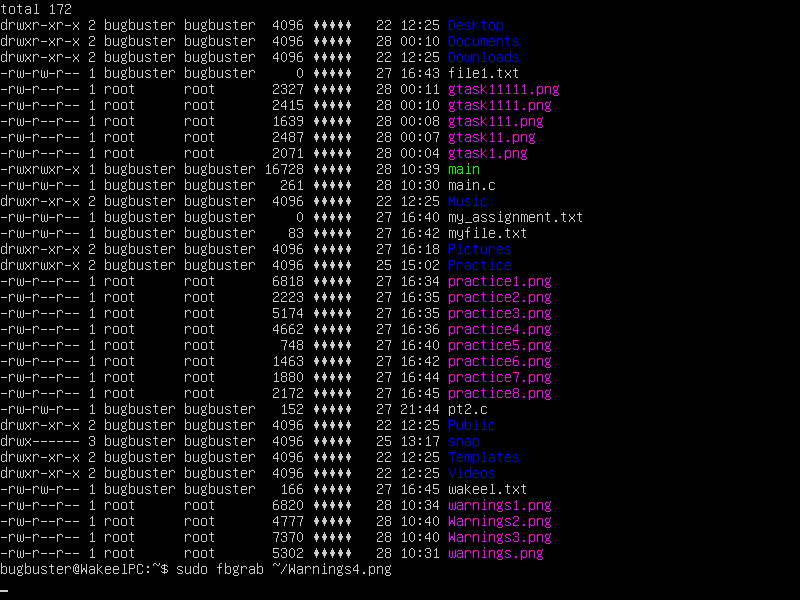 total 172
drwxr-xr-x 2 bugbuster bugbuster  4096 ♦♦♦♦♦   22 12:25 Desktop
drwxr-xr-x 2 bugbuster bugbuster  4096 ♦♦♦♦♦   28 00:10 Documents
drwxr-xr-x 2 bugbuster bugbuster  4096 ♦♦♦♦♦   22 12:25 Downloads
-rw-rw-r-- 1 bugbuster bugbuster     0 ♦♦♦♦♦   27 16:43 file1.txt
-rw-r--r-- 1 root      root       2327 ♦♦♦♦♦   28 00:11 gtask11111.png
-rw-r--r-- 1 root      root       2415 ♦♦♦♦♦   28 00:10 gtask1111.png
-rw-r--r-- 1 root      root       1639 ♦♦♦♦♦   28 00:08 gtask111.png
-rw-r--r-- 1 root      root       2487 ♦♦♦♦♦   28 00:07 gtask11.png
-rw-r--r-- 1 root      root       2071 ♦♦♦♦♦   28 00:04 gtask1.png
-rwxrwxr-x 1 bugbuster bugbuster 16728 ♦♦♦♦♦   28 10:39 main
-rw-rw-r-- 1 bugbuster bugbuster   261 ♦♦♦♦♦   28 10:30 main.c
drwxr-xr-x 2 bugbuster bugbuster  4096 ♦♦♦♦♦   22 12:25 Music
-rw-rw-r-- 1 bugbuster bugbuster     0 ♦♦♦♦♦   27 16:40 my_assignment.txt
-rw-rw-r-- 1 bugbuster bugbuster    83 ♦♦♦♦♦   27 16:42 myfile.txt
drwxr-xr-x 2 bugbuster bugbuster  4096 ♦♦♦♦♦   27 16:18 Pictures
drwxrwxr-x 2 bugbuster bugbuster  4096 ♦♦♦♦♦   25 15:02 Practice
-rw-r--r-- 1 root      root       6818 ♦♦♦♦♦   27 16:34 practice1.png
-rw-r--r-- 1 root      root       2223 ♦♦♦♦♦   27 16:35 practice2.png
-rw-r--r-- 1 root      root       5174 ♦♦♦♦♦   27 16:35 practice3.png
-rw-r--r-- 1 root      root       4662 ♦♦♦♦♦   27 16:36 practice4.png
-rw-r--r-- 1 root      root        748 ♦♦♦♦♦   27 16:40 practice5.png
-rw-r--r-- 1 root      root       1463 ♦♦♦♦♦   27 16:42 practice6.png
-rw-r--r-- 1 root      root       1880 ♦♦♦♦♦   27 16:44 practice7.png
-rw-r--r-- 1 root      root       2172 ♦♦♦♦♦   27 16:45 practice8.png
-rw-rw-r-- 1 bugbuster bugbuster   152 ♦♦♦♦♦   27 21:44 pt2.c
drwxr-xr-x 2 bugbuster bugbuster  4096 ♦♦♦♦♦   22 12:25 Public
drwx------ 3 bugbuster bugbuster  4096 ♦♦♦♦♦   25 13:17 snap
drwxr-xr-x 2 bugbuster bugbuster  4096 ♦♦♦♦♦   22 12:25 Templates
drwxr-xr-x 2 bugbuster bugbuster  4096 ♦♦♦♦♦   22 12:25 Videos
-rw-rw-r-- 1 bugbuster bugbuster   166 ♦♦♦♦♦   27 16:45 wakeel.txt
-rw-r--r-- 1 root      root       6820 ♦♦♦♦♦   28 10:34 warnings1.png
-rw-r--r-- 1 root      root       4777 ♦♦♦♦♦   28 10:40 Warnings2.png
-rw-r--r-- 1 root      root       7370 ♦♦♦♦♦   28 10:40 Warnings3.png
-rw-r--r-- 1 root      root       5302 ♦♦♦♦♦   28 10:31 warnings.png
bugbuster@WakeelPC:~$ sudo fbgrab ~/Warnings4.png